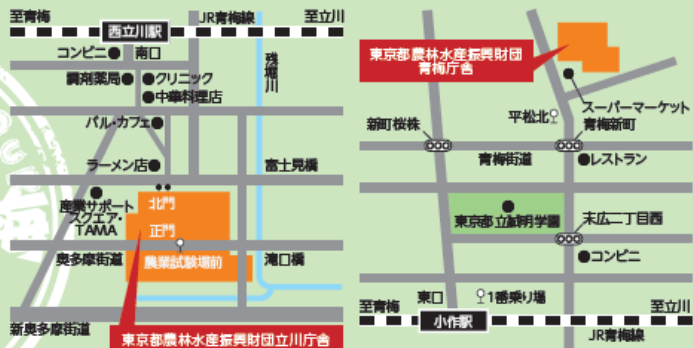 至青梅
西立川駅
JR青梅線
至立川
コンビニ
南口
調剤薬局
クリニック
中華料理店
残堀川
バル・カフェ
ラーメン店
富士見橋
産業サポート
スクエア・
TAMA
北門
正門
奥多摩街道
農業試験場前
滝口橋
新奥多摩街道
東京都農林水産振興財団立川庁舎
東京都農林水産振興財団
青梅庁舎
スーパーマーケット
平松北
青梅新町
新町桜株
青梅街道
レストラン
東京都立誠明学園
末広二丁目西
コンビニ
東口
1番乗り場
至青梅
小作駅
至立川
JR青梅線